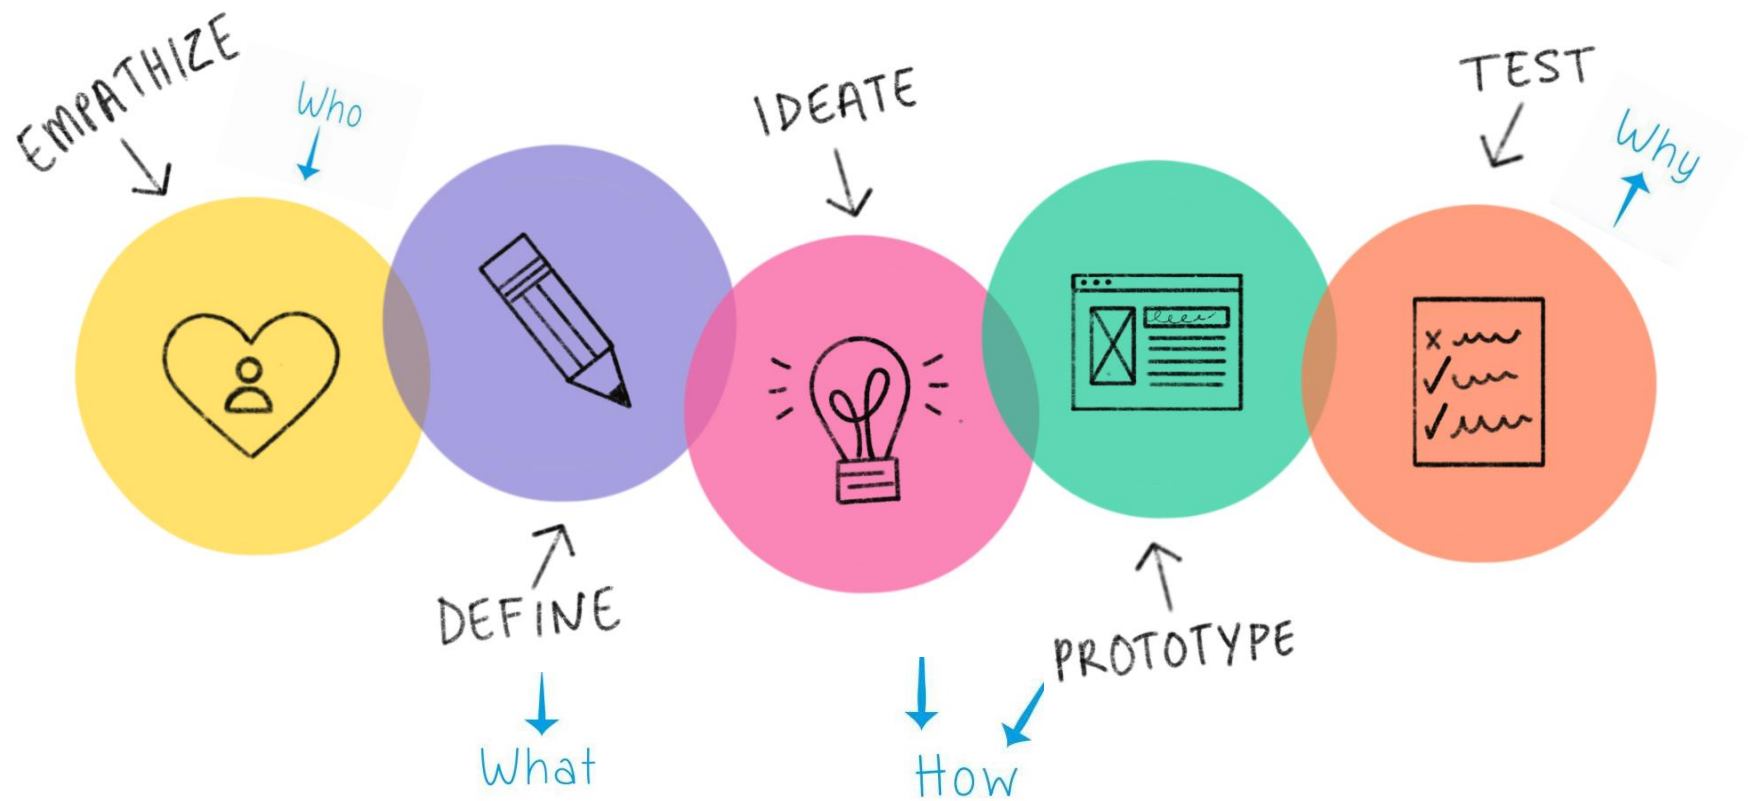 EMPATHIZE
Who
DEFINE
What
IDEATE
How
PROTOTYPE
TEST
Why